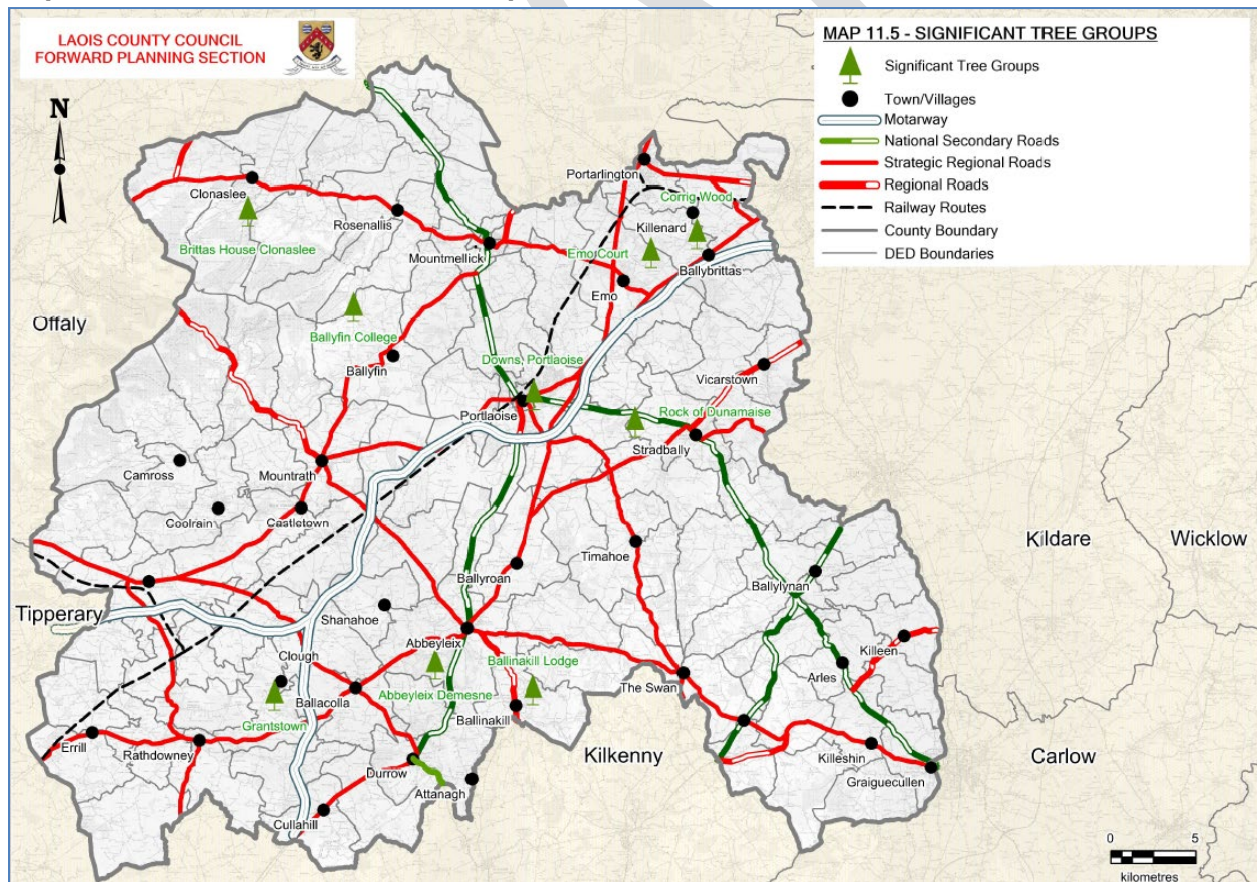 LAOIS COUNTY COUNCIL
FORWARD PLANNING SECTION
N
MAP 11.5 - SIGNIFICANT TREE GROUPS
Significant Tree Groups
Town/Villages
Motarway
National Secondary Roads
Strategic Regional Roads
Regional Roads
Railway Routes
County Boundary
DED Boundaries
Portarlington
Clonaslee
Corrig Wood
Rosenallis
Killenard
Brittas House Clonaslee
Mountmellick
Emo Court
Ballybrittas
Emo
Offaly
Ballyfin College
Downs, Portlaoise
Ballyfin
Vicarstown
Portlaoise
Rock of Dunamaise
Stradbally
Camross
Mountrath
Coolrain
Castletown
Kildare
Wicklow
Timahoe
Ballyroan
Ballylynan
Tipperary
Shanahoe
Abbeyleix
Clough
Ballinakill Lodge
Killeen
Arles
The Swan
Abbeyleix Demesne
Ballacolla
Grantstown
Ballinakill
Errill
Rathdowney
Kilkenny
Killeshin
Carlow
Durrow
Graiguecullen
Attanagh
Cullahill
0 5
kilometres